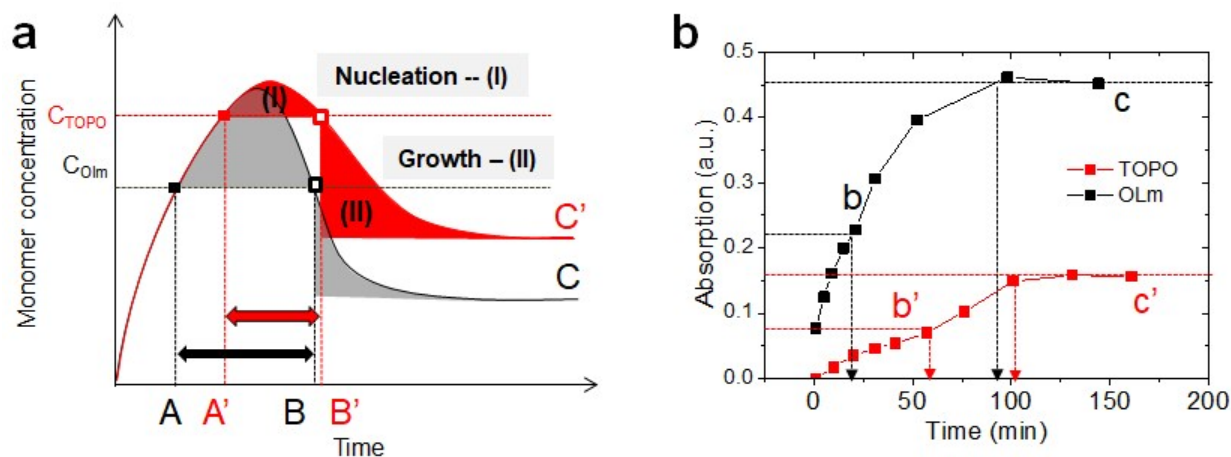 a
Monomer concentration
C_TOPO
C_Olm
Nucleation -- (I)
(I)
Growth – (II)
(II)
C'
C
A A' B B'
Time
b
Absorption (a.u.)
0.5
0.4
0.3
0.2
0.1
0.0
c
TOPO
OLm
b
b'
c'
0 50 100 150 200
Time (min)